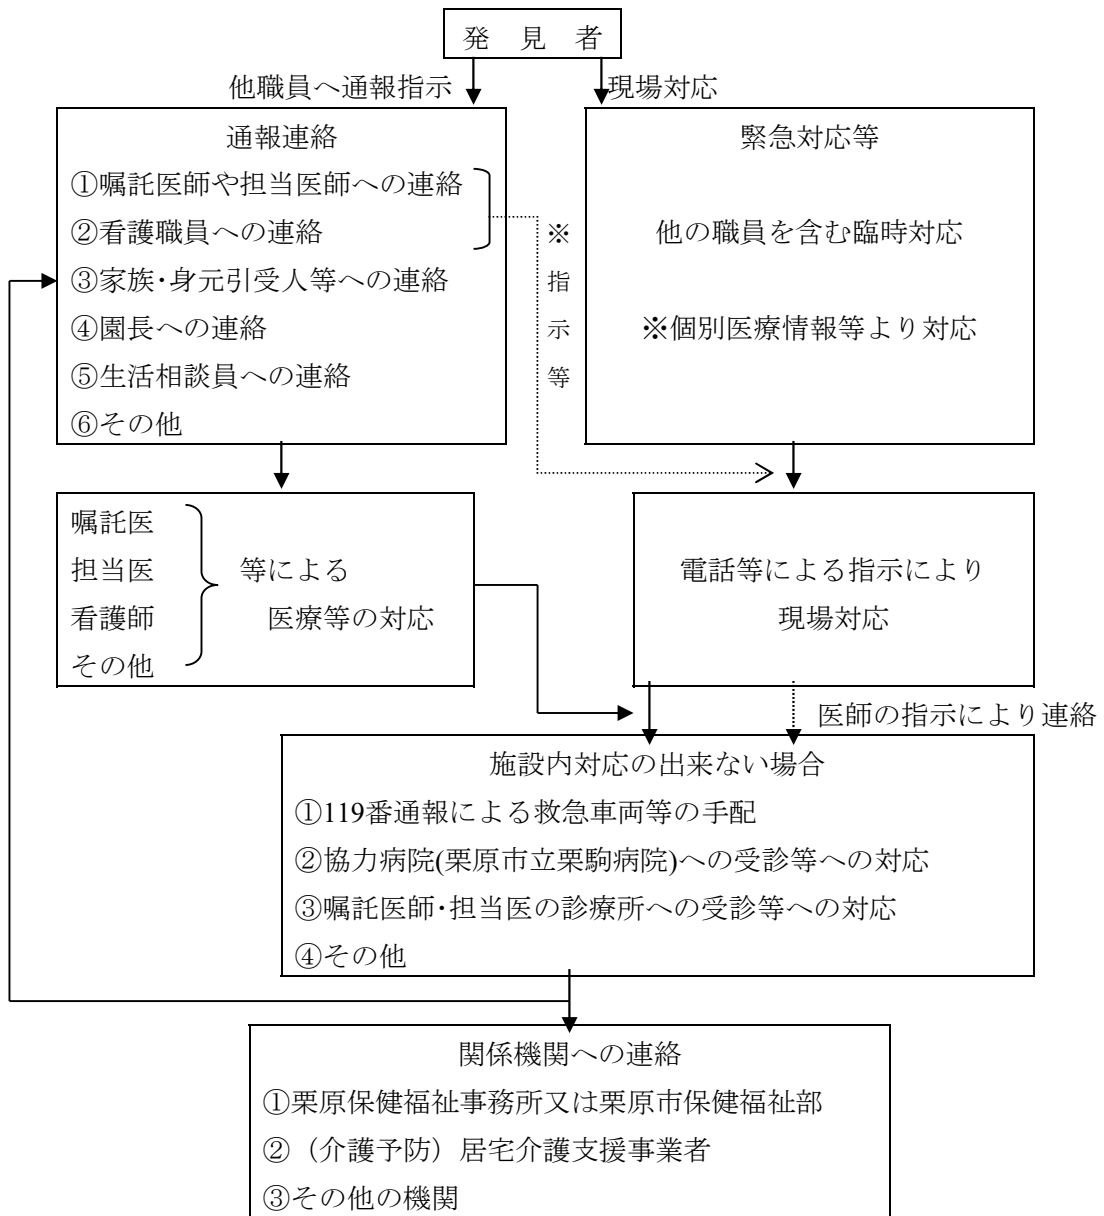 発 見 者
他職員へ通報指示
現場対応
通報連絡
①嘱託医師や担当医師への連絡
②看護職員への連絡
③家族･身元引受人等への連絡
④園長への連絡
⑤生活相談員への連絡
⑥その他
※指示等
緊急対応等
他の職員を含む臨時対応
※個別医療情報等より対応
嘱託医
担当医
看護師
その他
等による
医療等の対応
電話等による指示により
現場対応
医師の指示により連絡
施設内対応の出来ない場合
①119番通報による救急車両等の手配
②協力病院(栗原市立栗駒病院)への受診等への対応
③嘱託医師･担当医の診療所への受診等への対応
④その他
関係機関への連絡
①栗原保健福祉事務所又は栗原市保健福祉部
②（介護予防）居宅介護支援事業者
③その他の機関